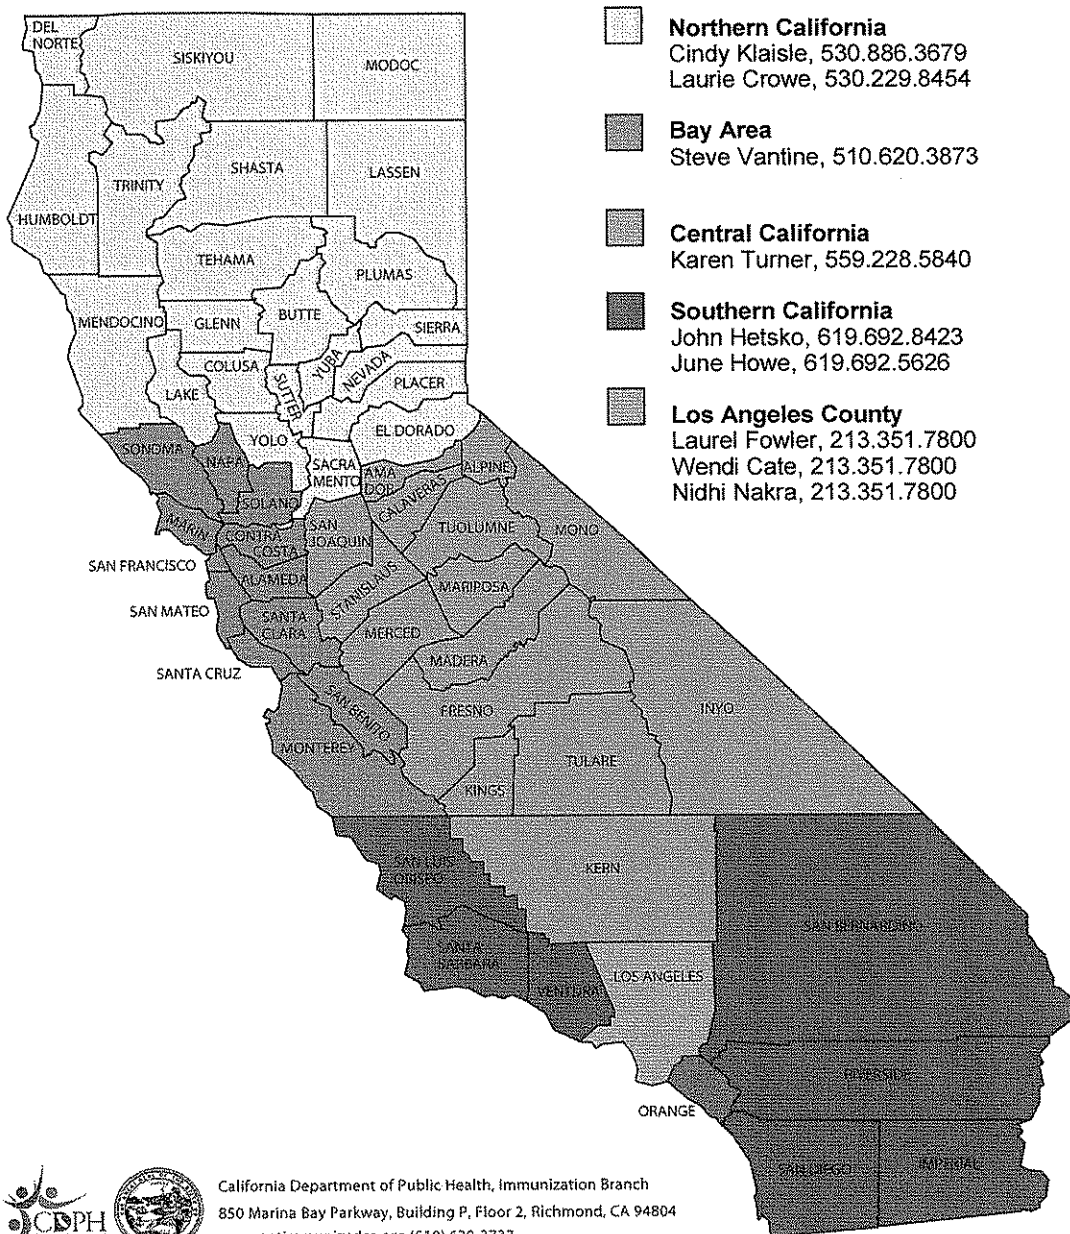 Northern California
Cindy Klaisle, 530.886.3679
Laurie Crowe, 530.229.8454
Bay Area
Steve Vantine, 510.620.3873
Central California
Karen Turner, 559.228.5840
Southern California
John Hetsko, 619.692.8423
June Howe, 619.692.5626
Los Angeles County
Laurel Fowler, 213.351.7800
Wendi Cate, 213.351.7800
Nidhi Nakra, 213.351.7800
DEL
NORTE
SISKIYOU
MODOC
HUMBOLDT
TRINITY
SHASTA
LASSEN
TEHAMA
PLUMAS
MENDOCINO
GLENN
BUTTE
SIERRA
LAKE
COLUSA
SUTTER
YUBA
NEVADA
PLACER
YOLO
EL DORADO
SONOMA
NAPA
SACRA
MENTO
AMA
DOR
ALPINE
SOLANO
CALAVERAS
MARIN
CONTRA
COSTA
SAN
JOAQUIN
TUOLUMNE
MONO
SAN FRANCISCO
ALAMEDA
STANISLAUS
MARIPOSA
SAN MATEO
SANTA
CLARA
MERCED
MADERA
SANTA CRUZ
SAN BENITO
FRESNO
INYO
MONTEREY
KINGS
TULARE
SAN LUIS
OBISPO
KERN
SAN BERNARDINO
SANTA
BARBARA
VENTURA
LOS ANGELES
ORANGE
RIVERSIDE
SAN DIEGO
IMPERIAL
CDPH
California Department of Public Health, Immunization Branch
850 Marina Bay Parkway, Building P, Floor 2, Richmond, CA 94804